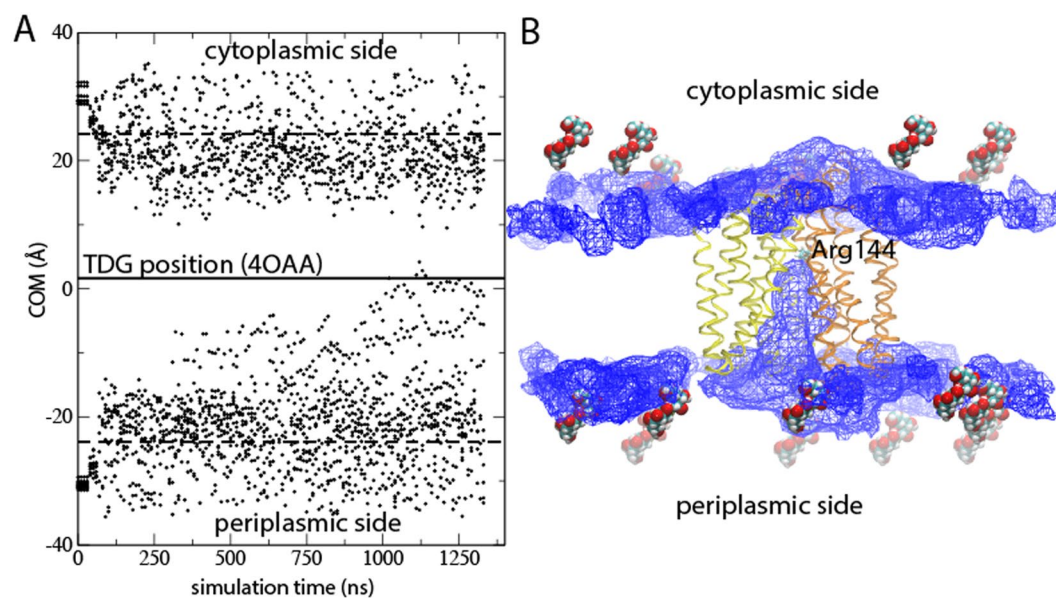 A
40
20
0
-20
-40
COM (Å)
cytoplasmic side
TDG position (4OAA)
periplasmic side
0
250
500
750
1000
1250
simulation time (ns)
B
cytoplasmic side
Arg144
periplasmic side